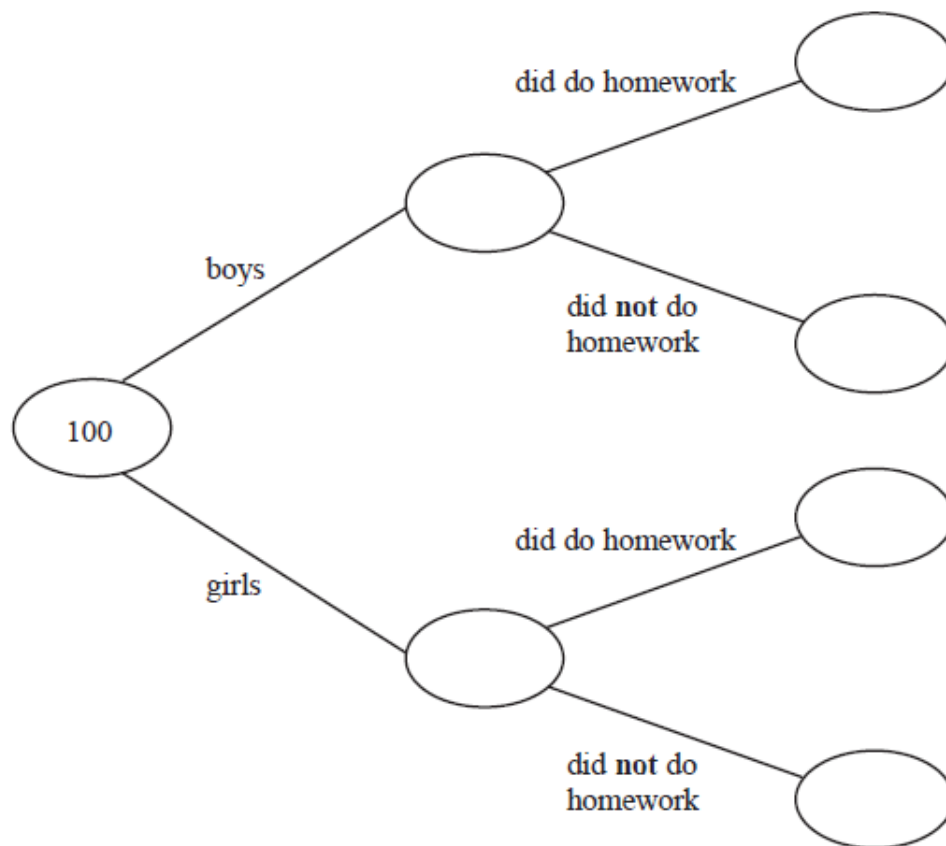 did do homework
boys
did not do
homework
100
did do homework
girls
did not do
homework